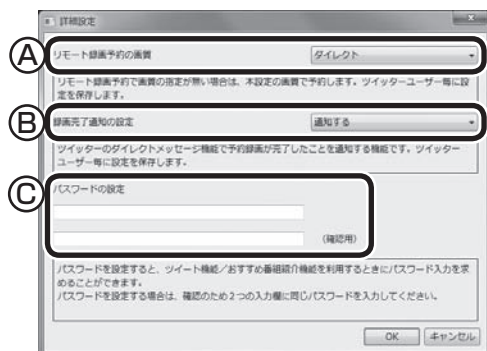 詳細設定
Ⓐ
リモート録画予約の画質
ダイレクト
リモート録画予約で画質の指定が無い場合は、本設定の画質で予約します。ツイッターユーザー毎に設
定を保存します。
Ⓑ
録画完了通知の設定
通知する
ツイッターのダイレクトメッセージ機能で予約録画が完了したことを通知する機能です。ツイッター
ユーザー毎に設定を保存します。
Ⓒ
パスワードの設定
(確認用)
パスワードを設定すると、ツイート機能/おすすめ番組紹介機能を利用するときにパスワード入力を求
めることができます。
パスワードを設定する場合は、確認のため2つの入力欄に同じパスワードを入力してください。
OK
キャンセル